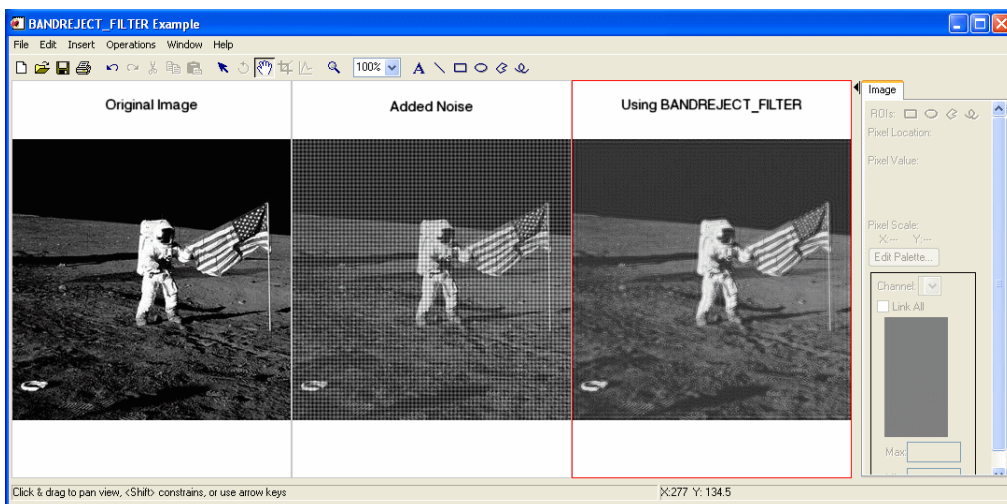 BANDREJECT_FILTER Example
File Edit Insert Operations Window Help
100%
A
Original Image
Added Noise
Using BANDREJECT_FILTER
Image
ROIs:
Pixel Location:
Pixel Value:
Pixel Scale:
X:--- Y:---
Edit Palette...
Channel:
Link All
Max:
Click & drag to pan view, <Shift> constrains, or use arrow keys
X:277 Y: 134.5